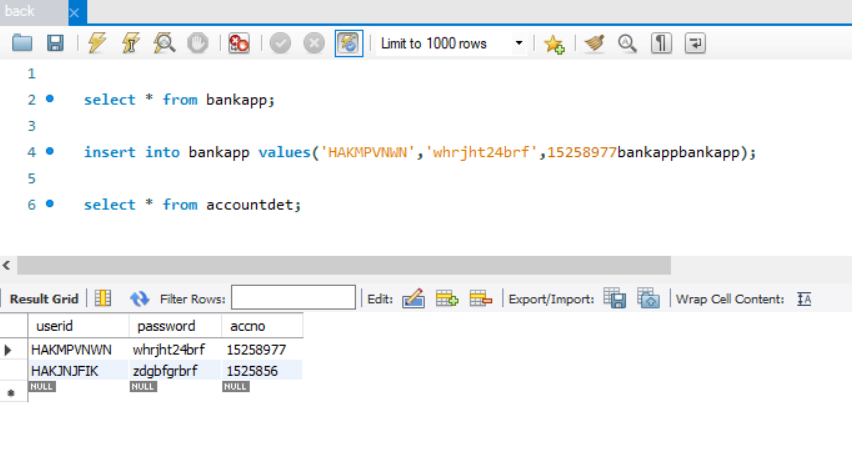 back
Limit to 1000 rows
1
2 select * from bankapp;
3
4 insert into bankapp values('HAKMPVNWN','whrjht24brf',15258977bankappbankapp);
5
6 select * from accountdet;
Result Grid Filter Rows: Edit: Export/Import: Wrap Cell Content:
userid password accno
HAKMPVNWN whrjht24brf 15258977
HAKJNJFIK zdgbfgrbrf 1525856
NULL NULL NULL